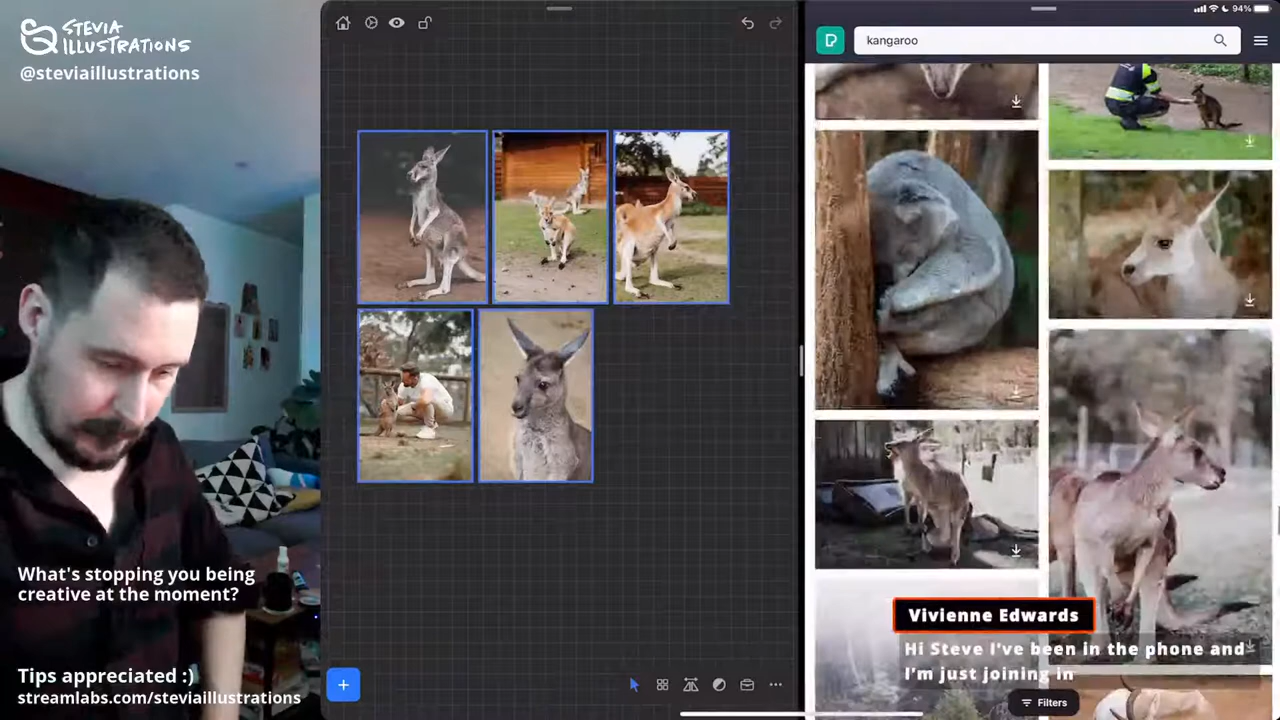 STEVIA
ILLUSTRATIONS
@steviaillustrations
94%
kangaroo
What's stopping you being
creative at the moment?
Tips appreciated :)
streamlabs.com/steviaillustrations
Vivienne Edwards
Hi Steve I've been in the phone and
I'm just joining in
Filters